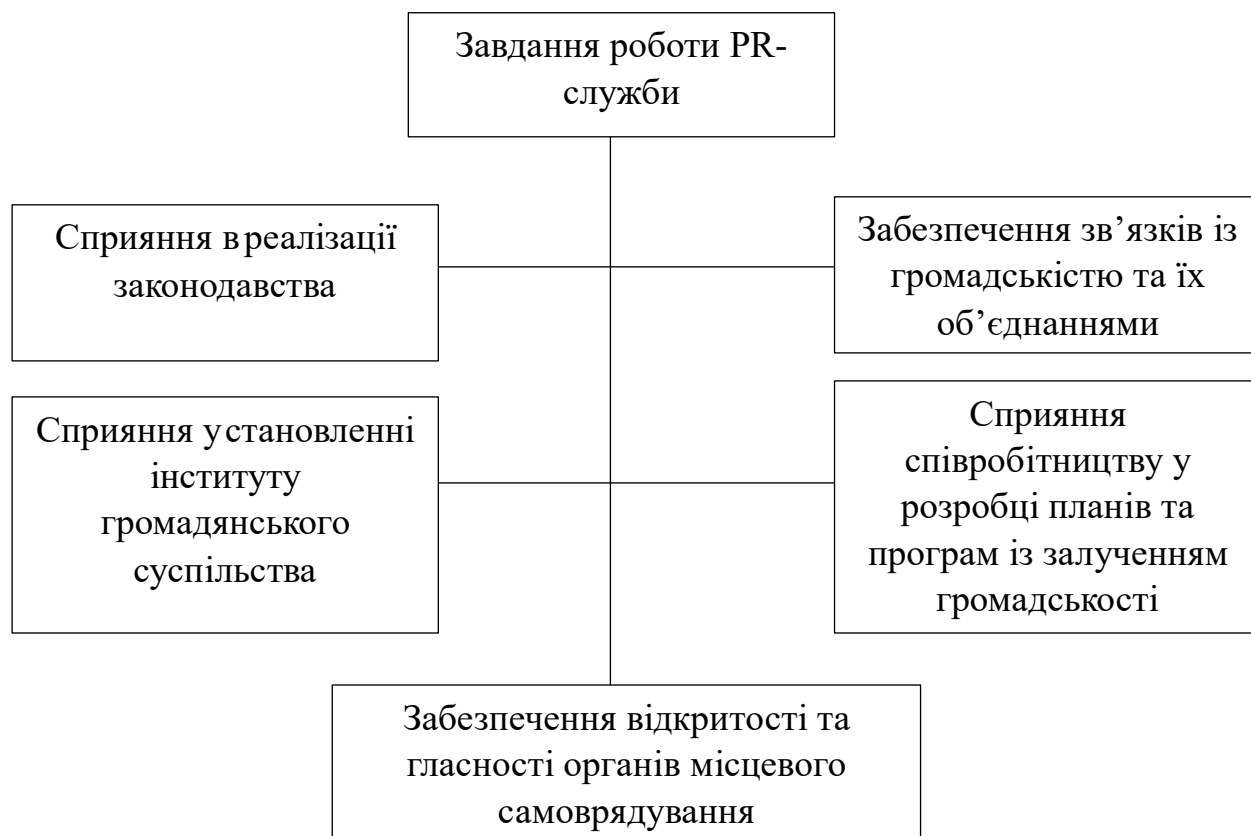 Завдання роботи PR-
служби
Сприяння в реалізації
законодавства
Забезпечення зв’язків із
громадськістю та їх
об’єднаннями
Сприяння у становленні
інституту
громадянського
суспільства
Сприяння
співробітництву у
розробці планів та
програм із залученням
громадськості
Забезпечення відкритості та
гласності органів місцевого
самоврядування